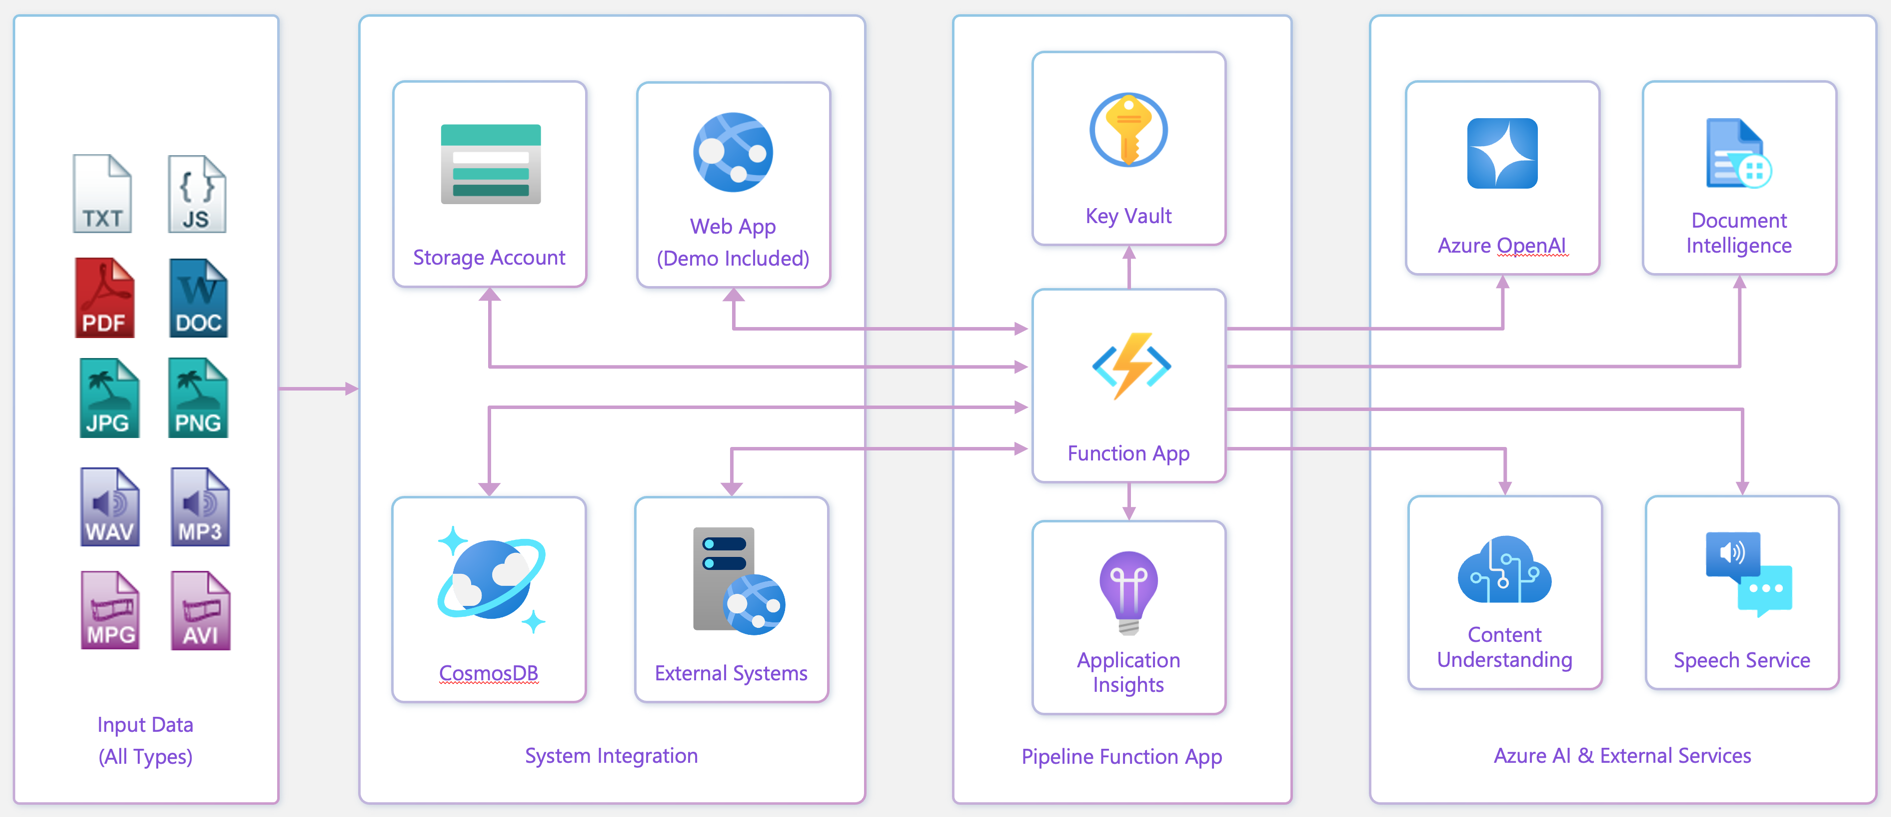 TXT
{ }
JS
PDF
DOC
JPG
PNG
WAV
MP3
MPG
AVI
Input Data
(All Types)
Storage Account
Web App
(Demo Included)
CosmosDB
External Systems
System Integration
Key Vault
Function App
Application
Insights
Pipeline Function App
Azure OpenAI
Document
Intelligence
Content
Understanding
Speech Service
Azure AI & External Services